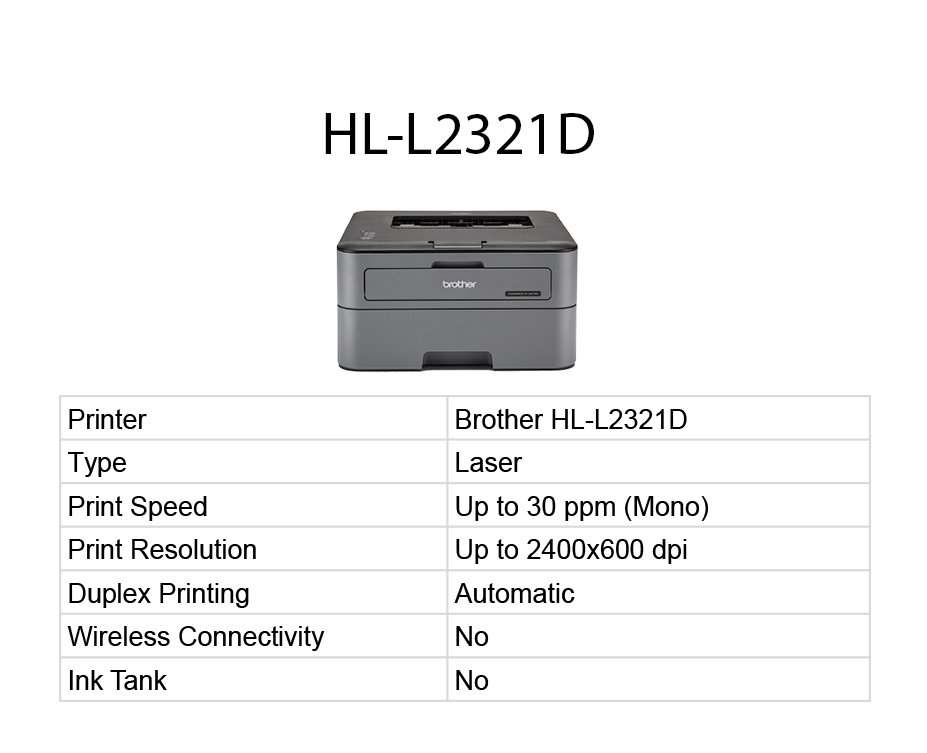 HL-L2321D
brother
Printer Brother HL-L2321D
Type Laser
Print Speed Up to 30 ppm (Mono)
Print Resolution Up to 2400x600 dpi
Duplex Printing Automatic
Wireless Connectivity No
Ink Tank No